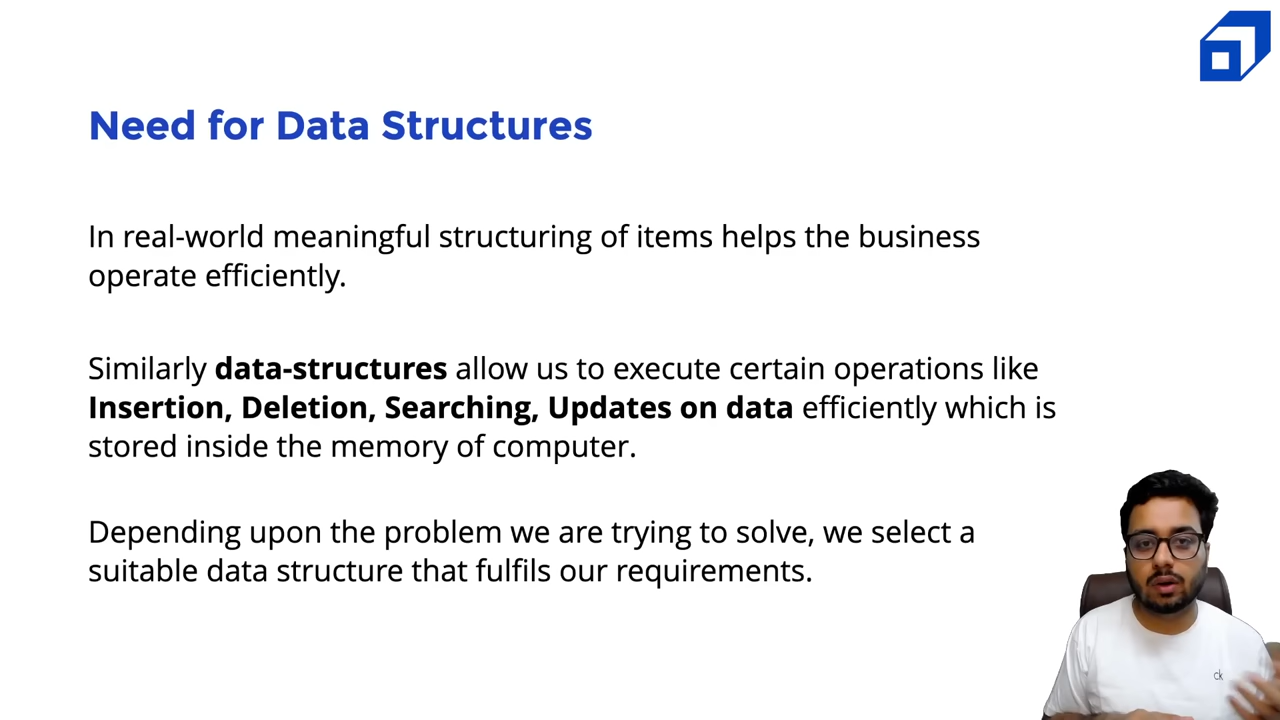 Need for Data Structures
In real-world meaningful structuring of items helps the business
operate efficiently.
Similarly data-structures allow us to execute certain operations like
Insertion, Deletion, Searching, Updates on data efficiently which is
stored inside the memory of computer.
Depending upon the problem we are trying to solve, we select a
suitable data structure that fulfils our requirements.
ck